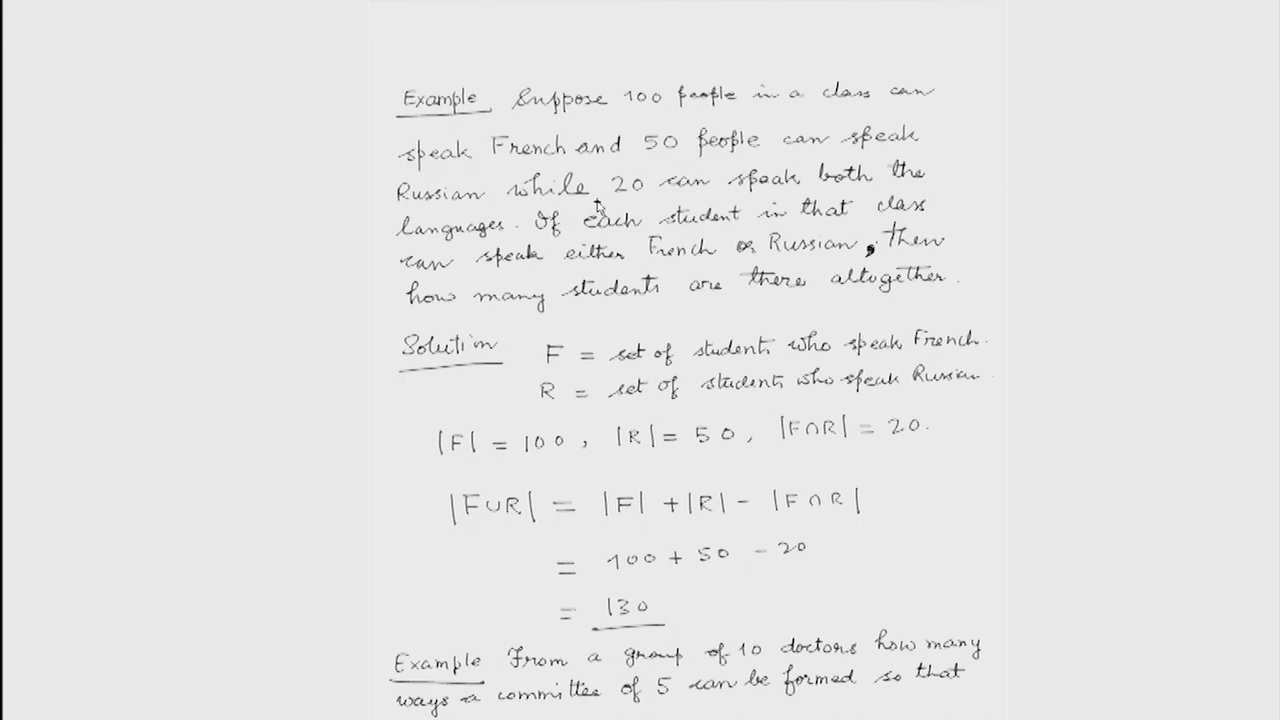 Example Suppose 100 people in a class can
speak French and 50 people can speak
Russian while 20 can speak both the
languages. If each student in that class
can speak either French or Russian, then
how many students are there altogether.
Solution F = set of students who speak French.
R = set of students who speak Russian
|F| = 100, |R| = 50, |F∩R| = 20.
|F∪R| = |F| + |R| - |F∩R|
= 100 + 50 - 20
= 130
Example From a group of 10 doctors how many
ways a committee of 5 can be formed so that